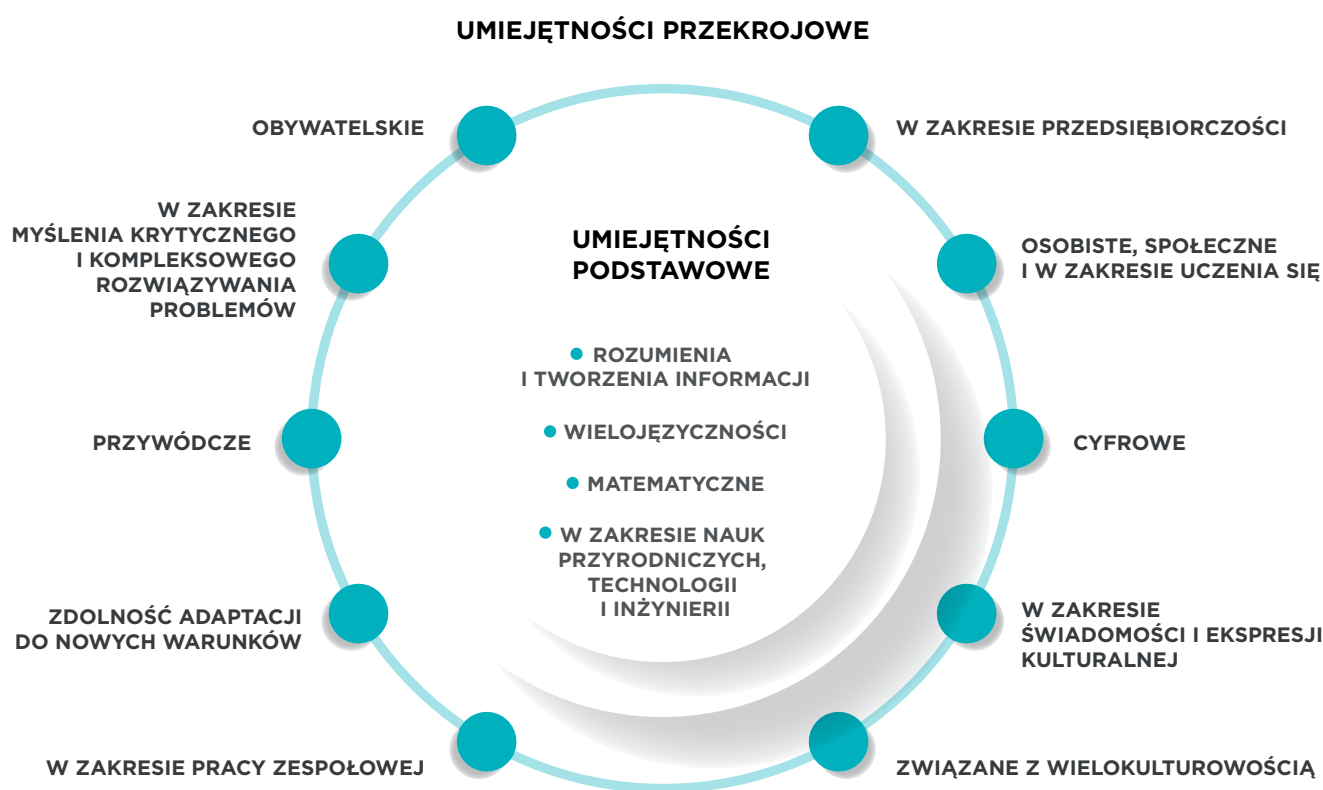 UMIEJĘTNOŚCI PRZEKROJOWE
OBYWATELSKIE
W ZAKRESIE
MYŚLENIA KRYTYCZNEGO
I KOMPLEKSOWEGO
ROZWIĄZYWANIA
PROBLEMÓW
PRZYWÓDCZE
ZDOLNOŚĆ ADAPTACJI
DO NOWYCH WARUNKÓW
W ZAKRESIE PRACY ZESPOŁOWEJ
UMIEJĘTNOŚCI
PODSTAWOWE
ROZUMIENIA
I TWORZENIA INFORMACJI
WIELOJĘZYCZNOŚCI
MATEMATYCZNE
W ZAKRESIE NAUK
PRZYRODNICZYCH,
TECHNOLOGII
I INŻYNIERII
W ZAKRESIE PRZEDSIĘBIORCZOŚCI
OSOBISTE, SPOŁECZNE
I W ZAKRESIE UCZENIA SIĘ
CYFROWE
W ZAKRESIE
ŚWIADOMOŚCI I EKSPRESJI
KULTURALNEJ
ZWIĄZANE Z WIELOKULTUROWOŚCIĄ